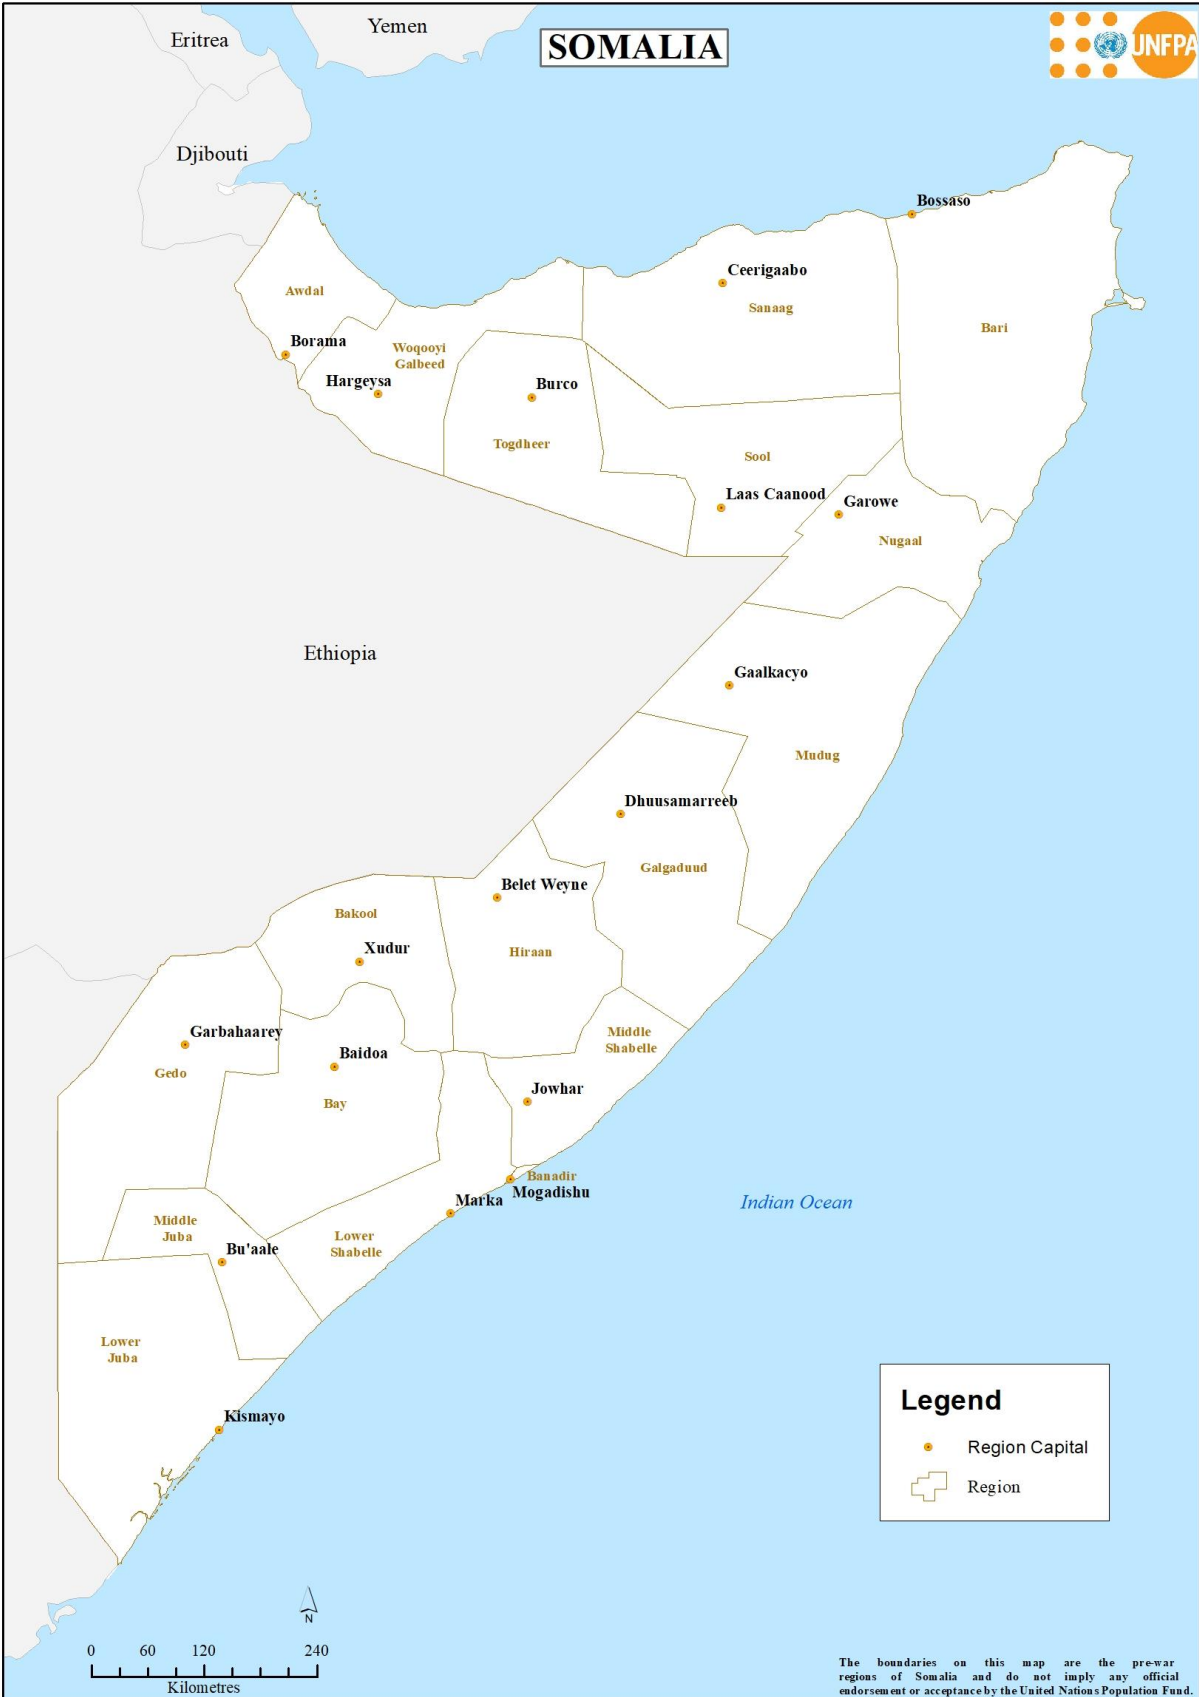 Eritrea
Yemen
SOMALIA
UNFPA
Djibouti
Bossaso
Ceerigaabo
Sanaag
Awdal
Bari
Borama
Woqooyi
Galbeed
Hargeysa
Burco
Togdheer
Sool
Laas Caanood
Garowe
Nugaal
Ethiopia
Gaalkacyo
Mudug
Dhuusamarreeb
Galgaduud
Belet Weyne
Bakool
Xudur
Hiraan
Garbahaarey
Gedo
Middle
Shabelle
Baidoa
Bay
Jowhar
Banadir
Mogadishu
Marka
Indian Ocean
Middle
Juba
Lower
Shabelle
Bu'aale
Lower
Juba
Kismayo
Legend
Region Capital
Region
N
0 60 120 240
Kilometres
The boundaries on this map are the pre-war
regions of Somalia and do not imply any official
endorsement or acceptance by the United Nations Population Fund.